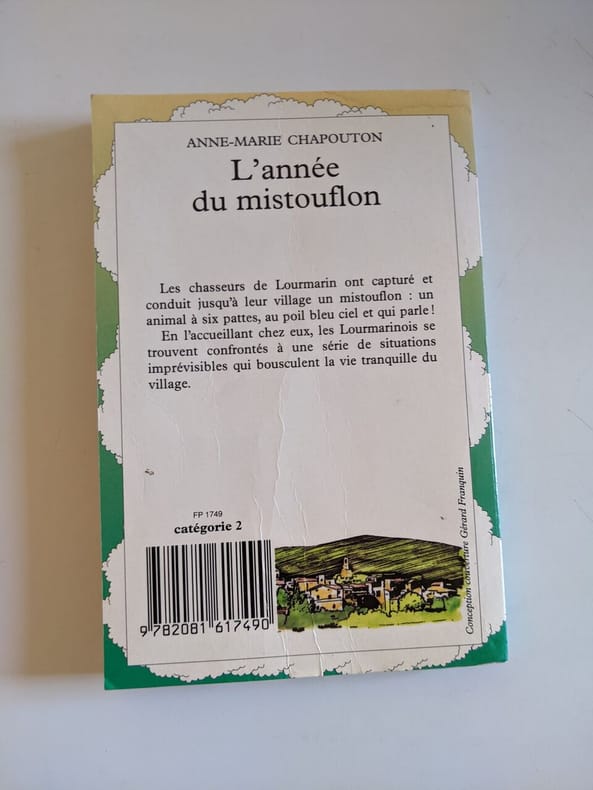 ANNE-MARIE CHAPOUTON
L'année
du mistouflon
Les chasseurs de Lourmarin ont capturé et
conduit jusqu'à leur village un mistouflon : un
animal à six pattes, au poil bleu ciel et qui parle !
En l'accueillant chez eux, les Lourmarinois se
trouvent confrontés à une série de situations
imprévisibles qui bousculent la vie tranquille du
village.
FP 1749
catégorie 2
9 782081 617490
Conception couverture Gérard Franquin